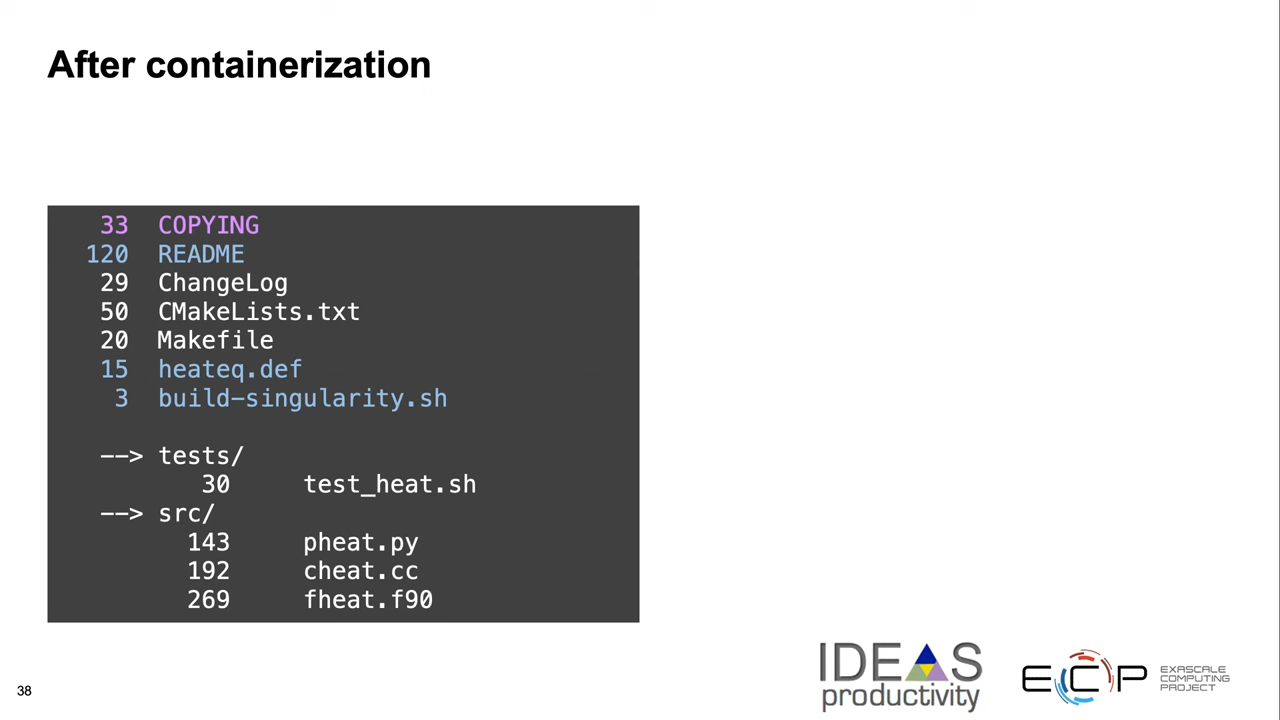 After containerization
33 COPYING
120 README
29 ChangeLog
50 CMakeLists.txt
20 Makefile
15 heateq.def
3 build-singularity.sh
--> tests/
30 test_heat.sh
--> src/
143 pheat.py
192 cheat.cc
269 fheat.f90
38
IDEAS
productivity
ECP
EXASCALE
COMPUTING
PROJECT